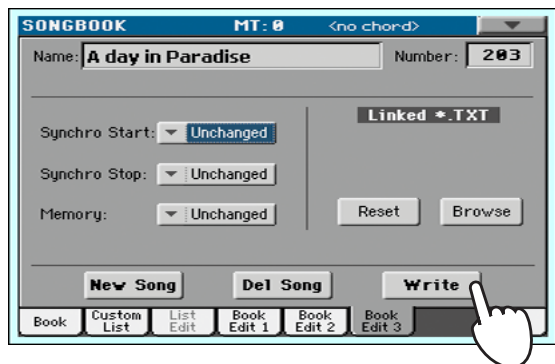 SONGBOOK MT: 0 <no chord>
Name: A day in Paradise Number: 203
Linked *.TXT
Synchro Start: Unchanged
Synchro Stop: Unchanged
Memory: Unchanged Reset Browse
New Song Del Song Write
Book Custom List List Edit Book Edit 1 Book Edit 2 Book Edit 3